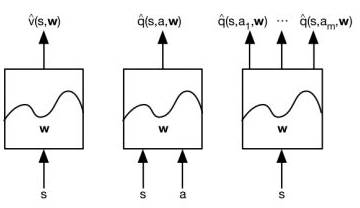 v̂(s,w) q̂(s,a,w) q̂(s,a₁,w) ··· q̂(s,aₘ,w)
w w w
s s a s